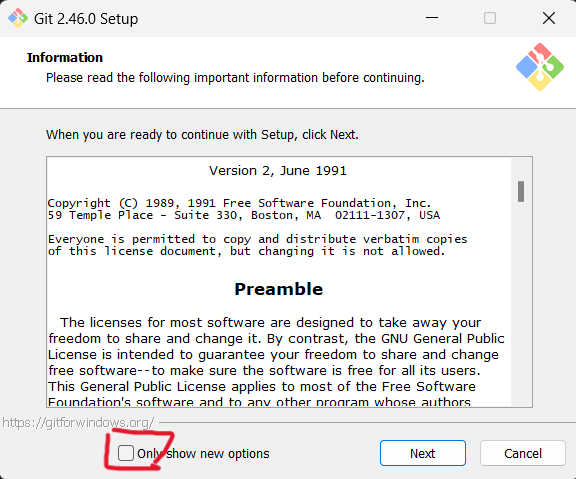 Git 2.46.0 Setup
Information
Please read the following important information before continuing.
When you are ready to continue with Setup, click Next.
Version 2, June 1991
Copyright (C) 1989, 1991 Free Software Foundation, Inc.
59 Temple Place - Suite 330, Boston, MA  02111-1307, USA
Everyone is permitted to copy and distribute verbatim copies
of this license document, but changing it is not allowed.
Preamble
The licenses for most software are designed to take away your
freedom to share and change it. By contrast, the GNU General Public
License is intended to guarantee your freedom to share and change
free software--to make sure the software is free for all its users.
This General Public License applies to most of the Free Software
Foundation's software and to any other program whose authors
https://gitforwindows.org/
Only show new options
Next
Cancel